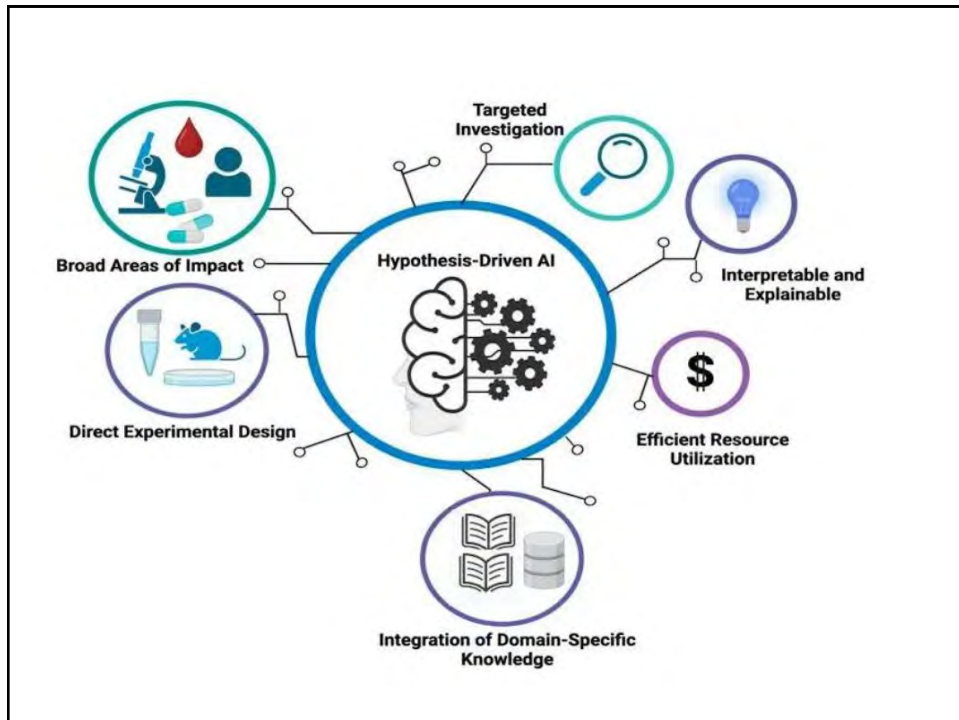 Targeted
Investigation
Broad Areas of Impact
Hypothesis-Driven AI
Interpretable and
Explainable
Direct Experimental Design
$
Efficient Resource
Utilization
Integration of Domain-Specific
Knowledge